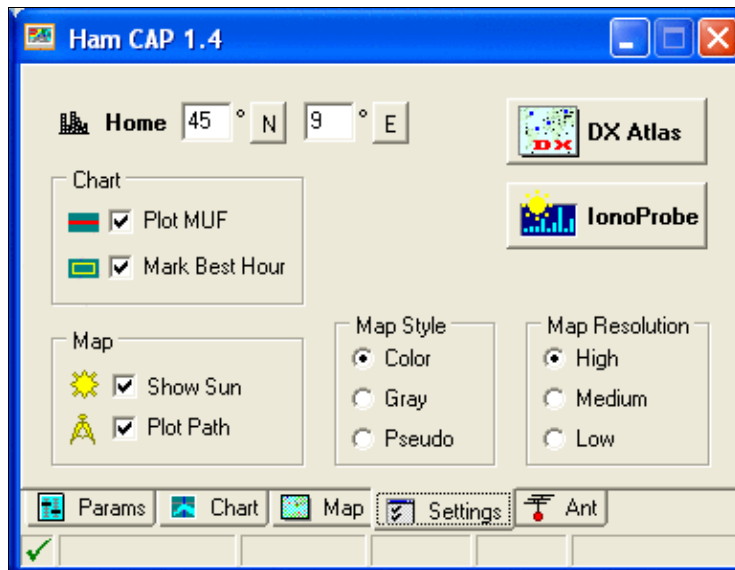 Ham CAP 1.4
Home 45 ° N 9 ° E
DX
DX Atlas
IonoProbe
Chart
Plot MUF
Mark Best Hour
Map
Show Sun
Plot Path
Map Style
Color
Gray
Pseudo
Map Resolution
High
Medium
Low
Params Chart Map Settings Ant